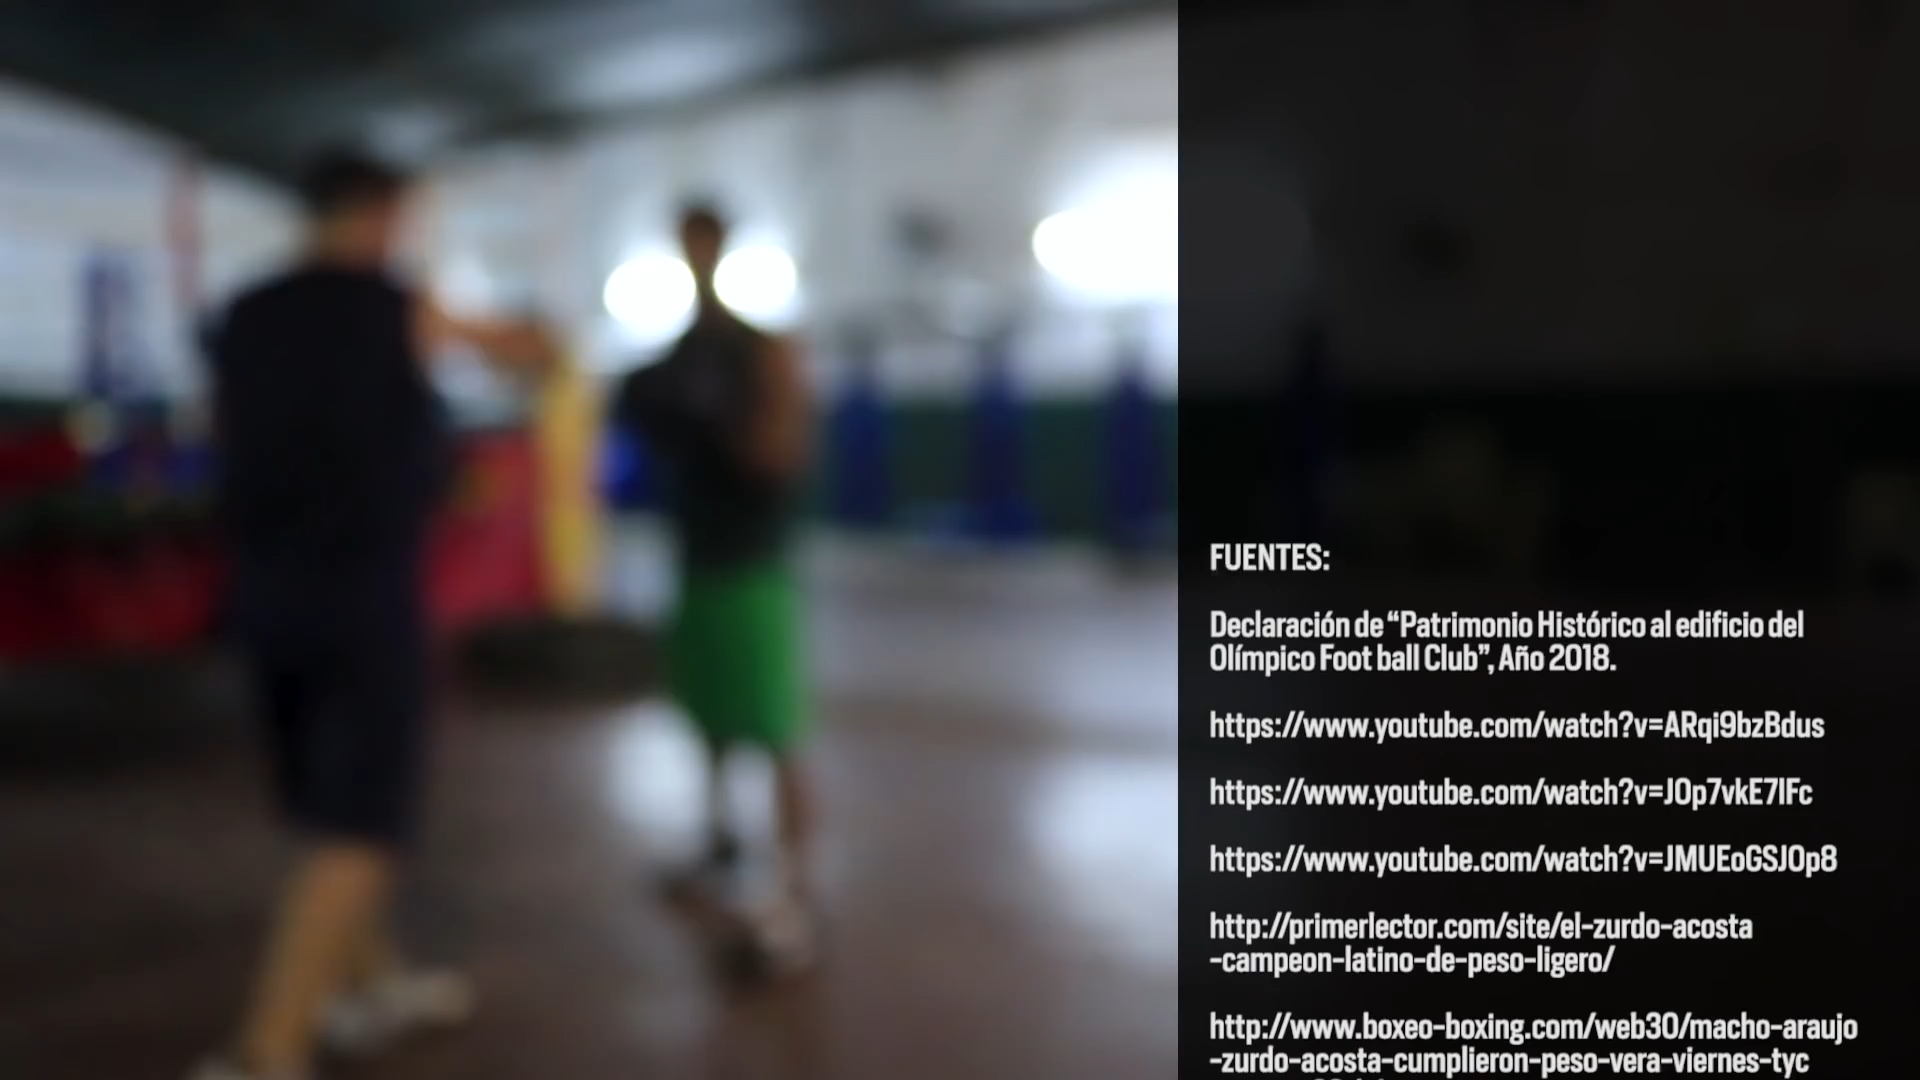 FUENTES:
Declaración de “Patrimonio Histórico al edificio del
Olímpico Foot ball Club”, Año 2018.
https://www.youtube.com/watch?v=ARqi9bzBdus
https://www.youtube.com/watch?v=J0p7vkE7lFc
https://www.youtube.com/watch?v=JMUEoGSJ0p8
http://primerlector.com/site/el-zurdo-acosta
-campeon-latino-de-peso-ligero/
http://www.boxeo-boxing.com/web30/macho-araujo
-zurdo-acosta-cumplieron-peso-vera-viernes-tyc